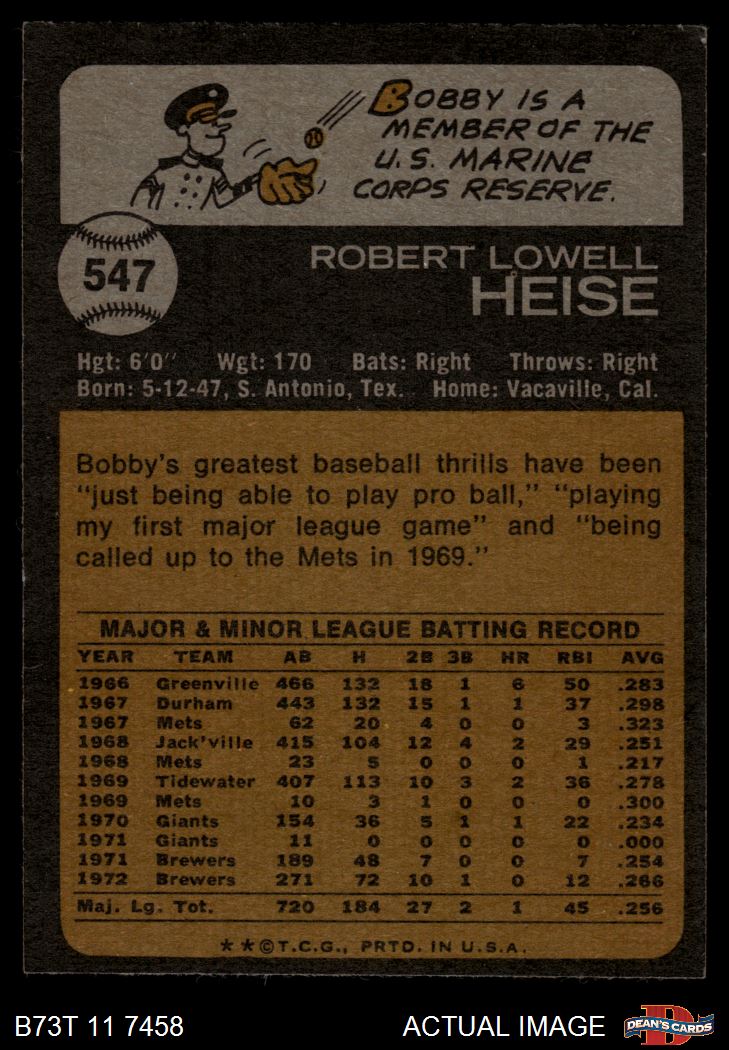 BOBBY IS A
MEMBER OF THE
U.S. MARINE
CORPS RESERVE.
547
ROBERT LOWELL
HEISE
Hgt: 6'0" Wgt: 170 Bats: Right Throws: Right
Born: 5-12-47, S. Antonio, Tex. Home: Vacaville, Cal.
Bobby's greatest baseball thrills have been
"just being able to play pro ball," "playing
my first major league game" and "being
called up to the Mets in 1969."
MAJOR & MINOR LEAGUE BATTING RECORD
YEAR TEAM AB H 2B 3B HR RBI AVG
1966 Greenville 466 132 18 1 6 50 .283
1967 Durham 443 132 15 1 1 37 .298
1967 Mets 62 20 4 0 0 3 .323
1968 Jack'ville 415 104 12 4 2 29 .251
1968 Mets 23 5 0 0 0 1 .217
1969 Tidewater 407 113 10 3 2 36 .278
1969 Mets 10 3 1 0 0 0 .300
1970 Giants 154 36 5 1 1 22 .234
1971 Giants 11 0 0 0 0 0 .000
1971 Brewers 189 48 7 0 0 7 .254
1972 Brewers 271 72 10 1 0 12 .266
Maj. Lg. Tot. 720 184 27 2 1 45 .256
★★©T.C.G., PRTD. IN U.S.A.
B73T 11 7458 ACTUAL IMAGE D DEAN'S CARDS